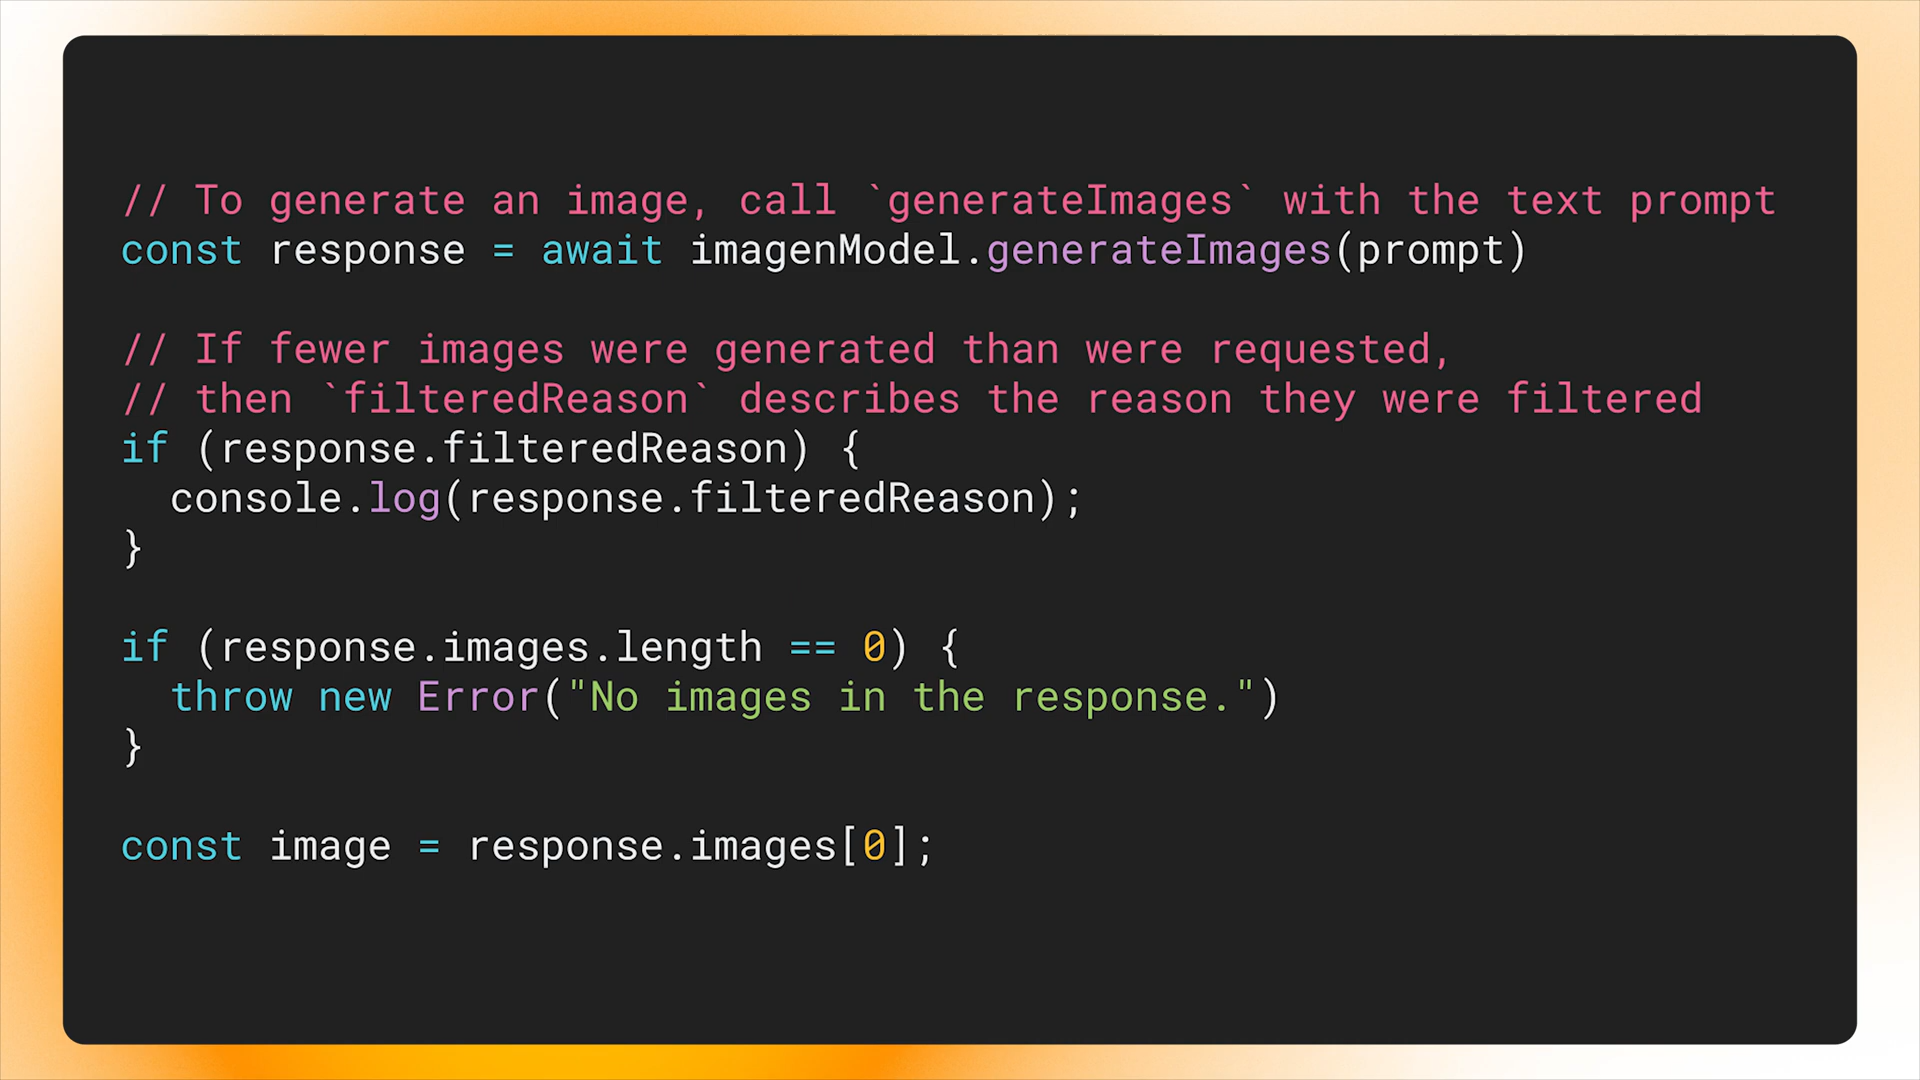 // To generate an image, call `generateImages` with the text prompt
const response = await imagenModel.generateImages(prompt)
// If fewer images were generated than were requested,
// then `filteredReason` describes the reason they were filtered
if (response.filteredReason) {
  console.log(response.filteredReason);
}
if (response.images.length == 0) {
  throw new Error("No images in the response.")
}
const image = response.images[0];